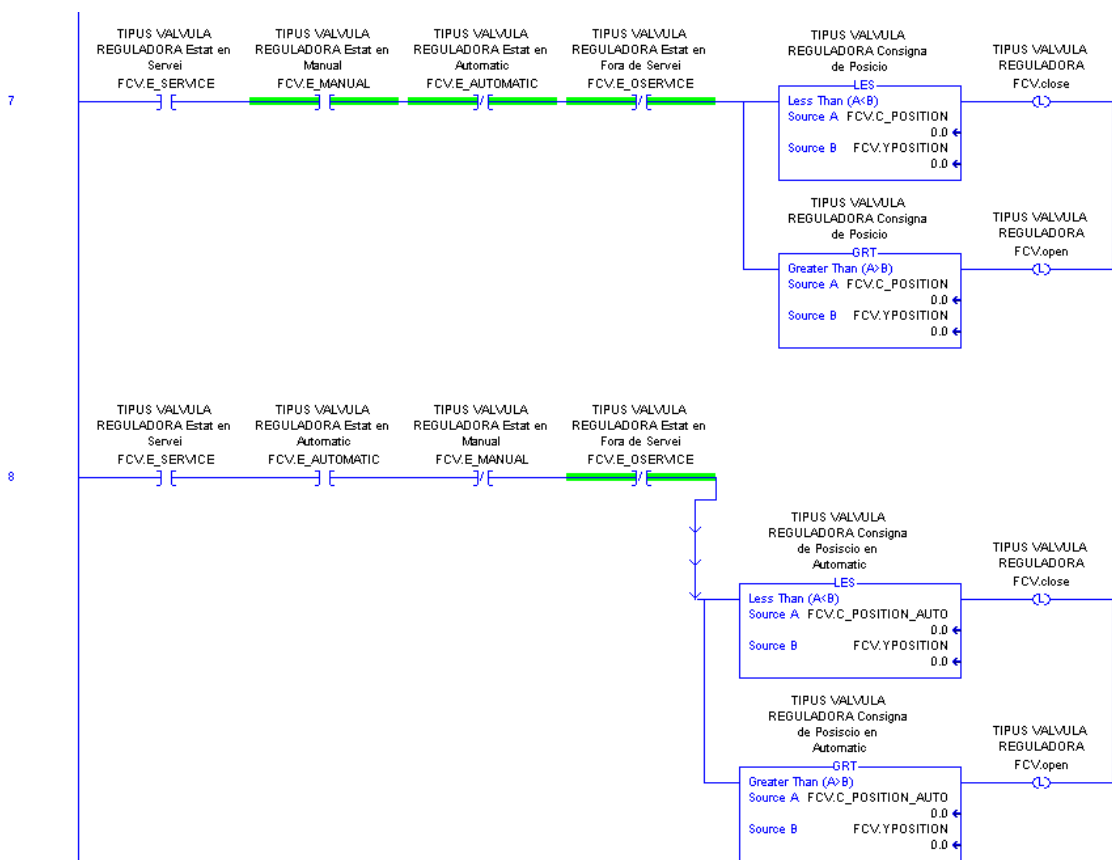 TIPUS VALVULA
REGULADORA Estat en
Servei
FCV.E_SERVICE
TIPUS VALVULA
REGULADORA Estat en
Manual
FCV.E_MANUAL
TIPUS VALVULA
REGULADORA Estat en
Automatic
FCV.E_AUTOMATIC
TIPUS VALVULA
REGULADORA Estat en
Fora de Servei
FCV.E_OSERVICE
TIPUS VALVULA
REGULADORA Consigna
de Posicio
LES
Less Than (A<B)
Source A FCV.C_POSITION
0.0
Source B FCV.YPOSITION
0.0
TIPUS VALVULA
REGULADORA
FCV.close
L
7
TIPUS VALVULA
REGULADORA Consigna
de Posicio
GRT
Greater Than (A>B)
Source A FCV.C_POSITION
0.0
Source B FCV.YPOSITION
0.0
TIPUS VALVULA
REGULADORA
FCV.open
L
TIPUS VALVULA
REGULADORA Estat en
Servei
FCV.E_SERVICE
TIPUS VALVULA
REGULADORA Estat en
Automatic
FCV.E_AUTOMATIC
TIPUS VALVULA
REGULADORA Estat en
Manual
FCV.E_MANUAL
TIPUS VALVULA
REGULADORA Estat en
Fora de Servei
FCV.E_OSERVICE
8
TIPUS VALVULA
REGULADORA Consigna
de Posiscio en
Automatic
LES
Less Than (A<B)
Source A FCV.C_POSITION_AUTO
0.0
Source B FCV.YPOSITION
0.0
TIPUS VALVULA
REGULADORA
FCV.close
L
TIPUS VALVULA
REGULADORA Consigna
de Posiscio en
Automatic
GRT
Greater Than (A>B)
Source A FCV.C_POSITION_AUTO
0.0
Source B FCV.YPOSITION
0.0
TIPUS VALVULA
REGULADORA
FCV.open
L